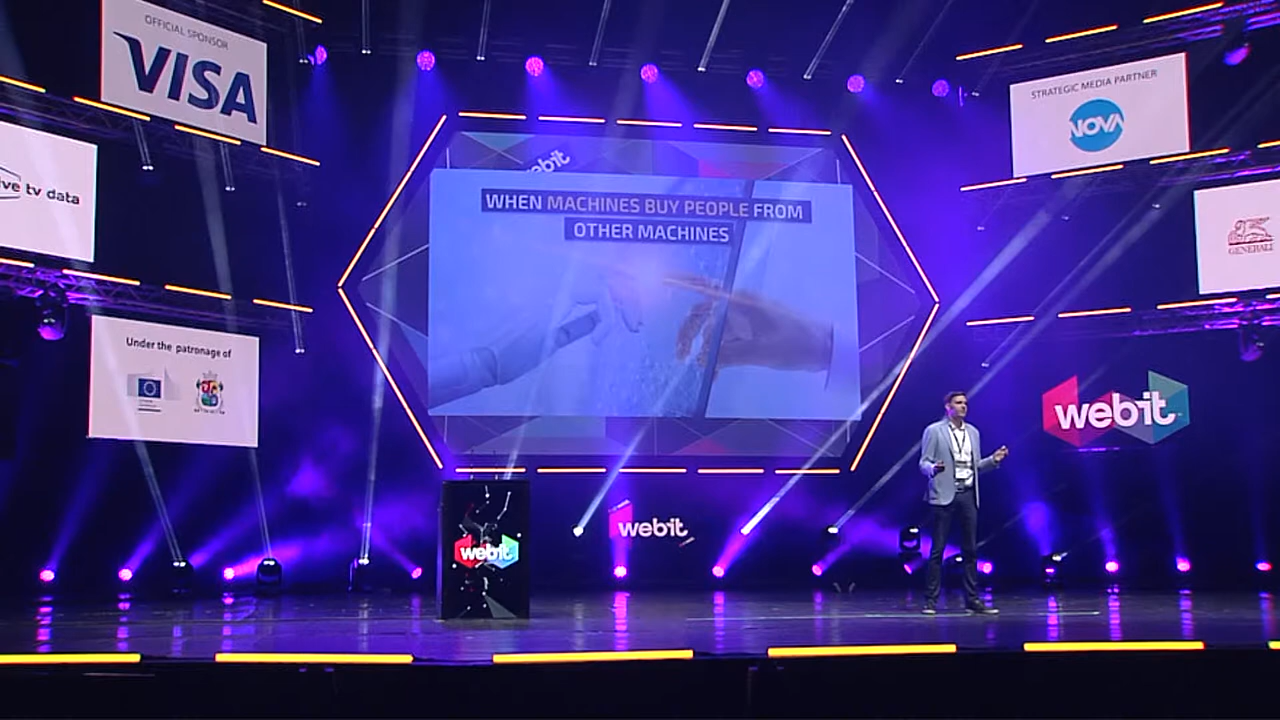 OFFICIAL SPONSOR
VISA
STRATEGIC MEDIA PARTNER
NOVA
ive tv data
webit
WHEN MACHINES BUY PEOPLE FROM
OTHER MACHINES
GENERALI
Under the patronage of
webit
webit
webit